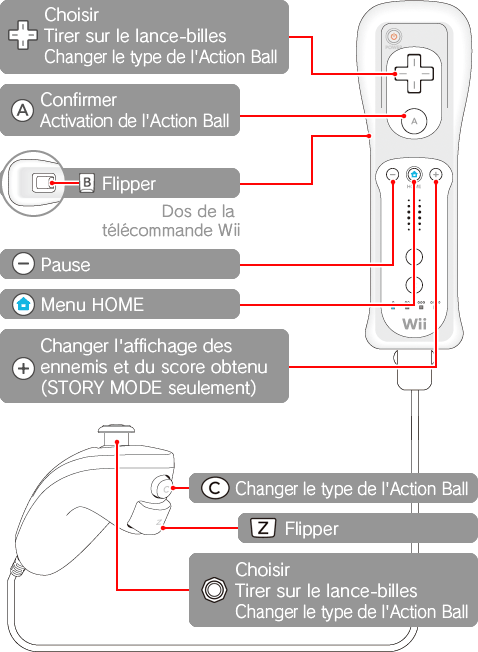 Choisir
Tirer sur le lance-billes
Changer le type de l'Action Ball
A
Confirmer
Activation de l'Action Ball
A
B
Flipper
Dos de la
télécommande Wii
Pause
Menu HOME
Changer l'affichage des
ennemis et du score obtenu
(STORY MODE seulement)
Wii
C
C
Changer le type de l'Action Ball
Z
Z
Flipper
Choisir
Tirer sur le lance-billes
Changer le type de l'Action Ball